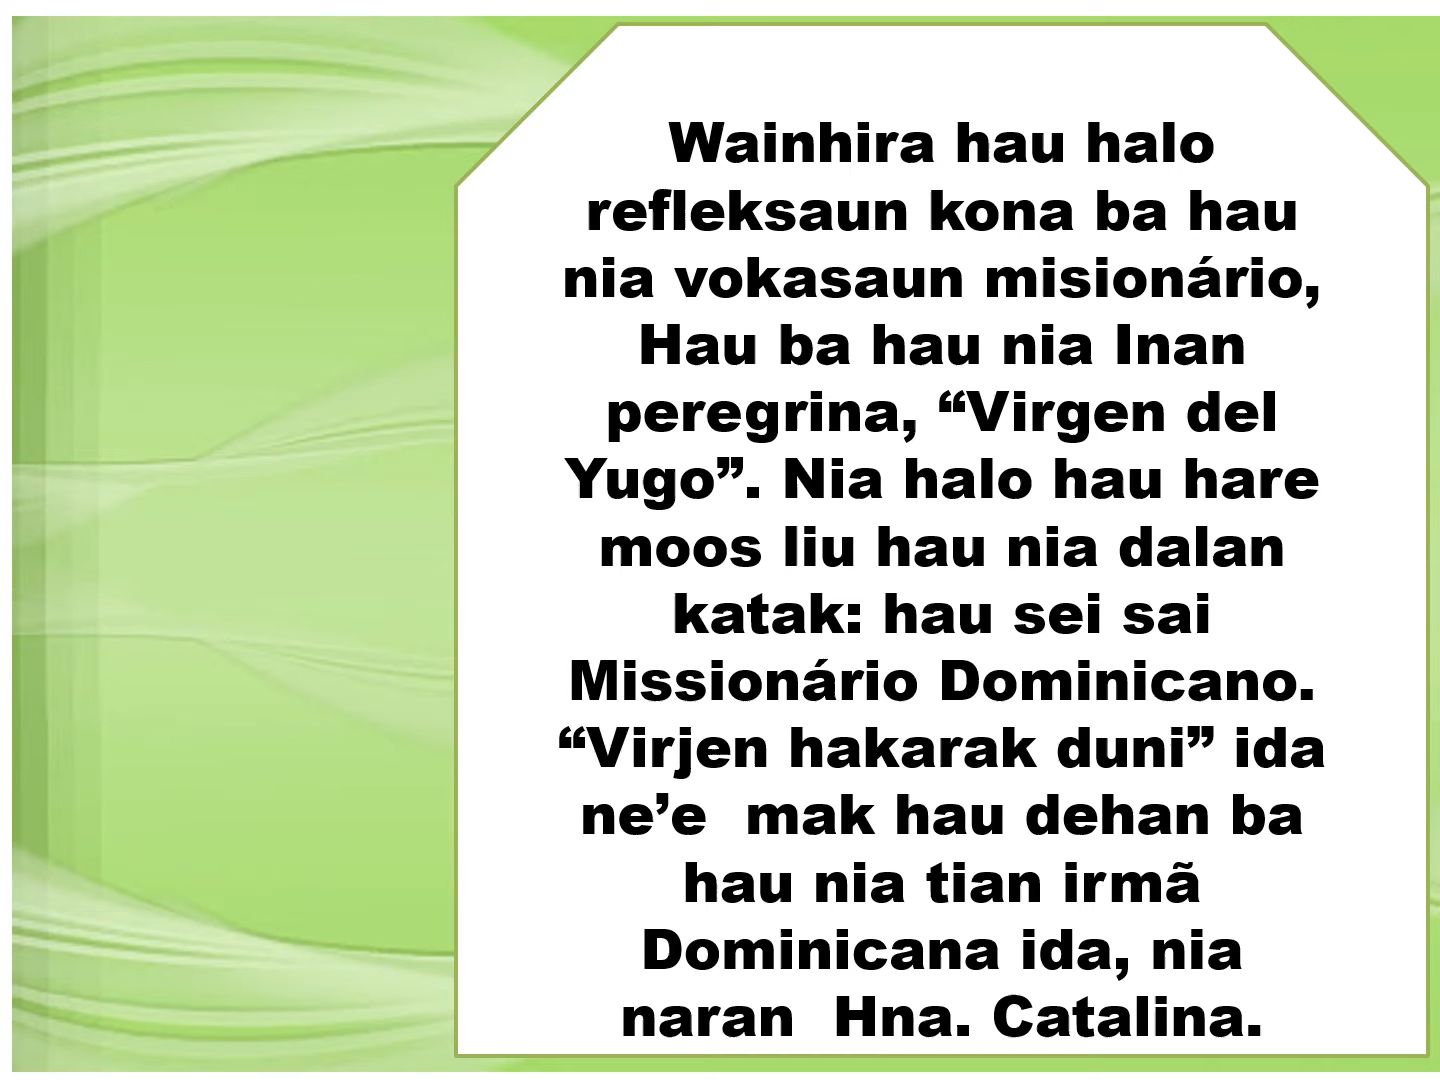 Wainhira hau halo
refleksaun kona ba hau
nia vokasaun misionário,
Hau ba hau nia Inan
peregrina, “Virgen del
Yugo”. Nia halo hau hare
moos liu hau nia dalan
katak: hau sei sai
Missionário Dominicano.
“Virjen hakarak duni” ida
ne’e  mak hau dehan ba
hau nia tian irmã
Dominicana ida, nia
naran  Hna. Catalina.